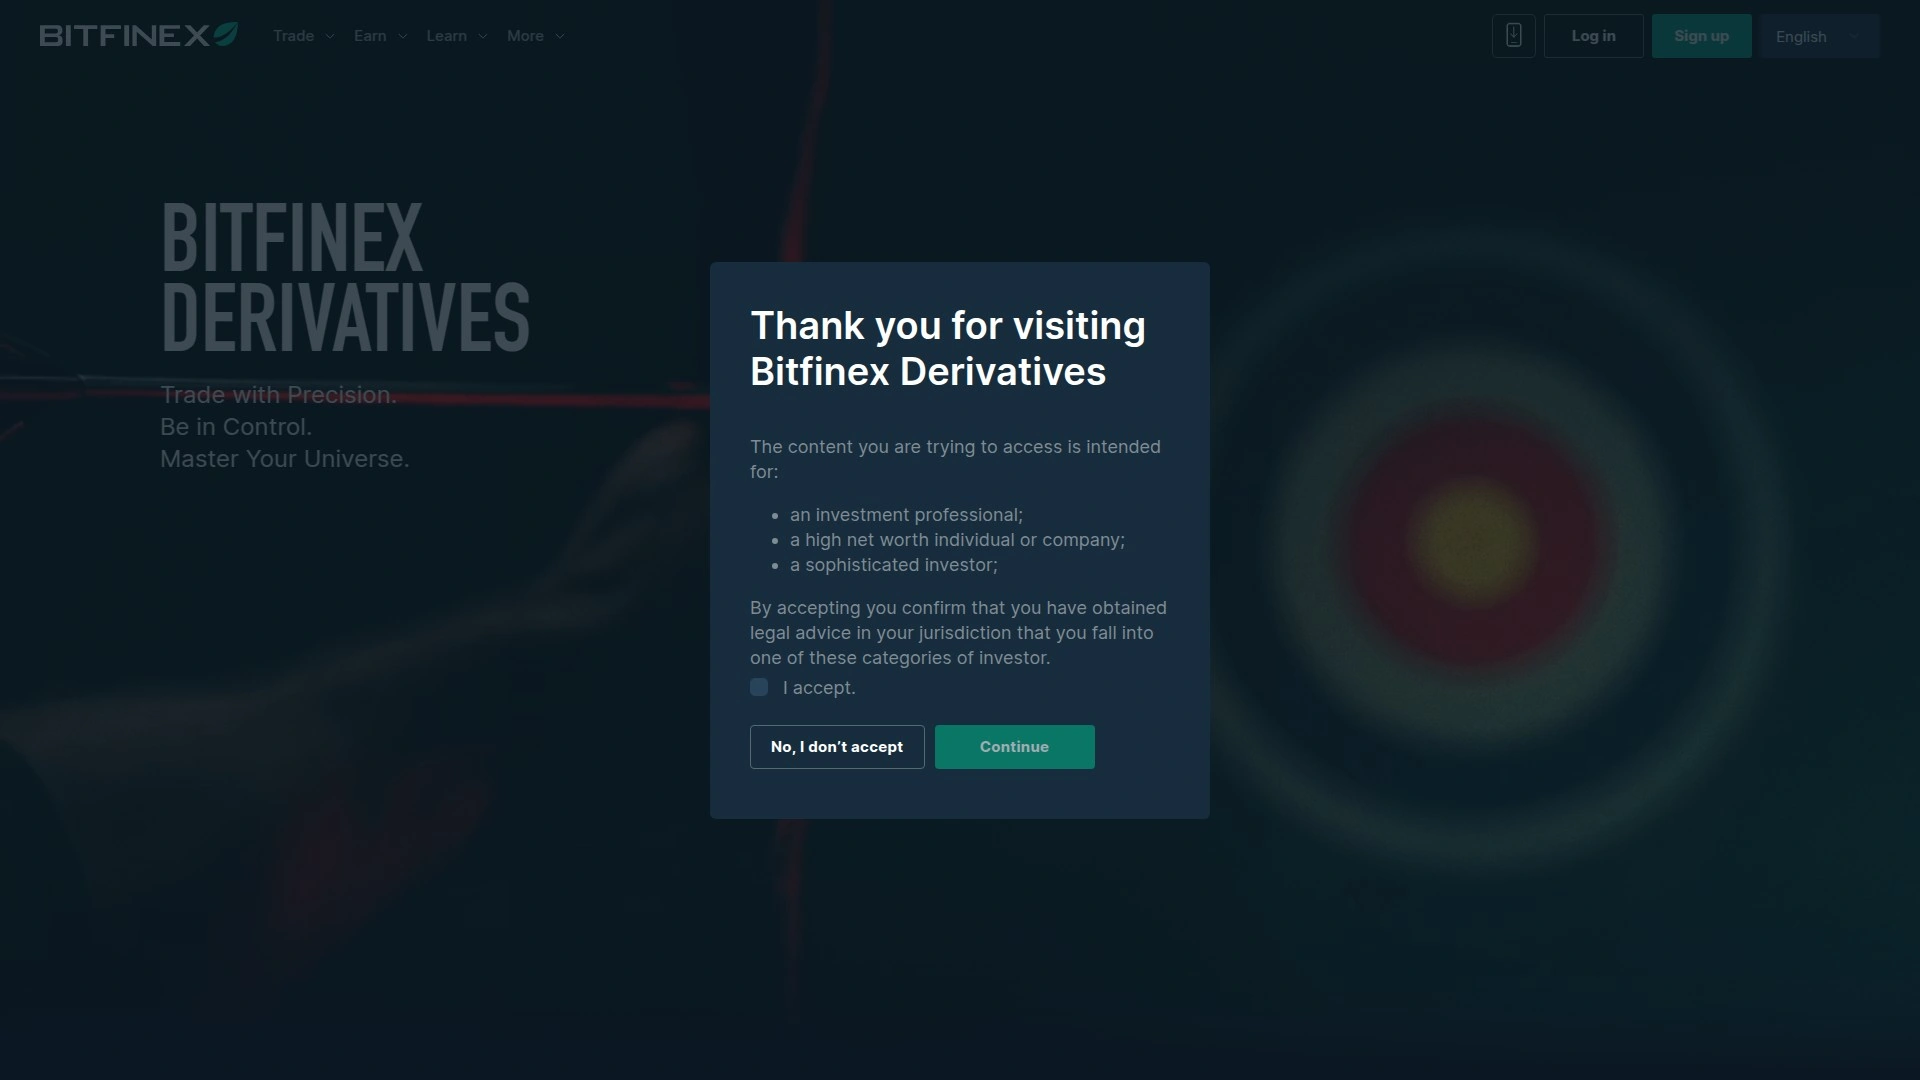 BITFINEX
Trade
Earn
Learn
More
Log in
Sign up
English
BITFINEX
DERIVATIVES
Trade with Precision.
Be in Control.
Master Your Universe.
Thank you for visiting
Bitfinex Derivatives
The content you are trying to access is intended
for:
• an investment professional;
• a high net worth individual or company;
• a sophisticated investor;
By accepting you confirm that you have obtained
legal advice in your jurisdiction that you fall into
one of these categories of investor.
I accept.
No, I don’t accept
Continue